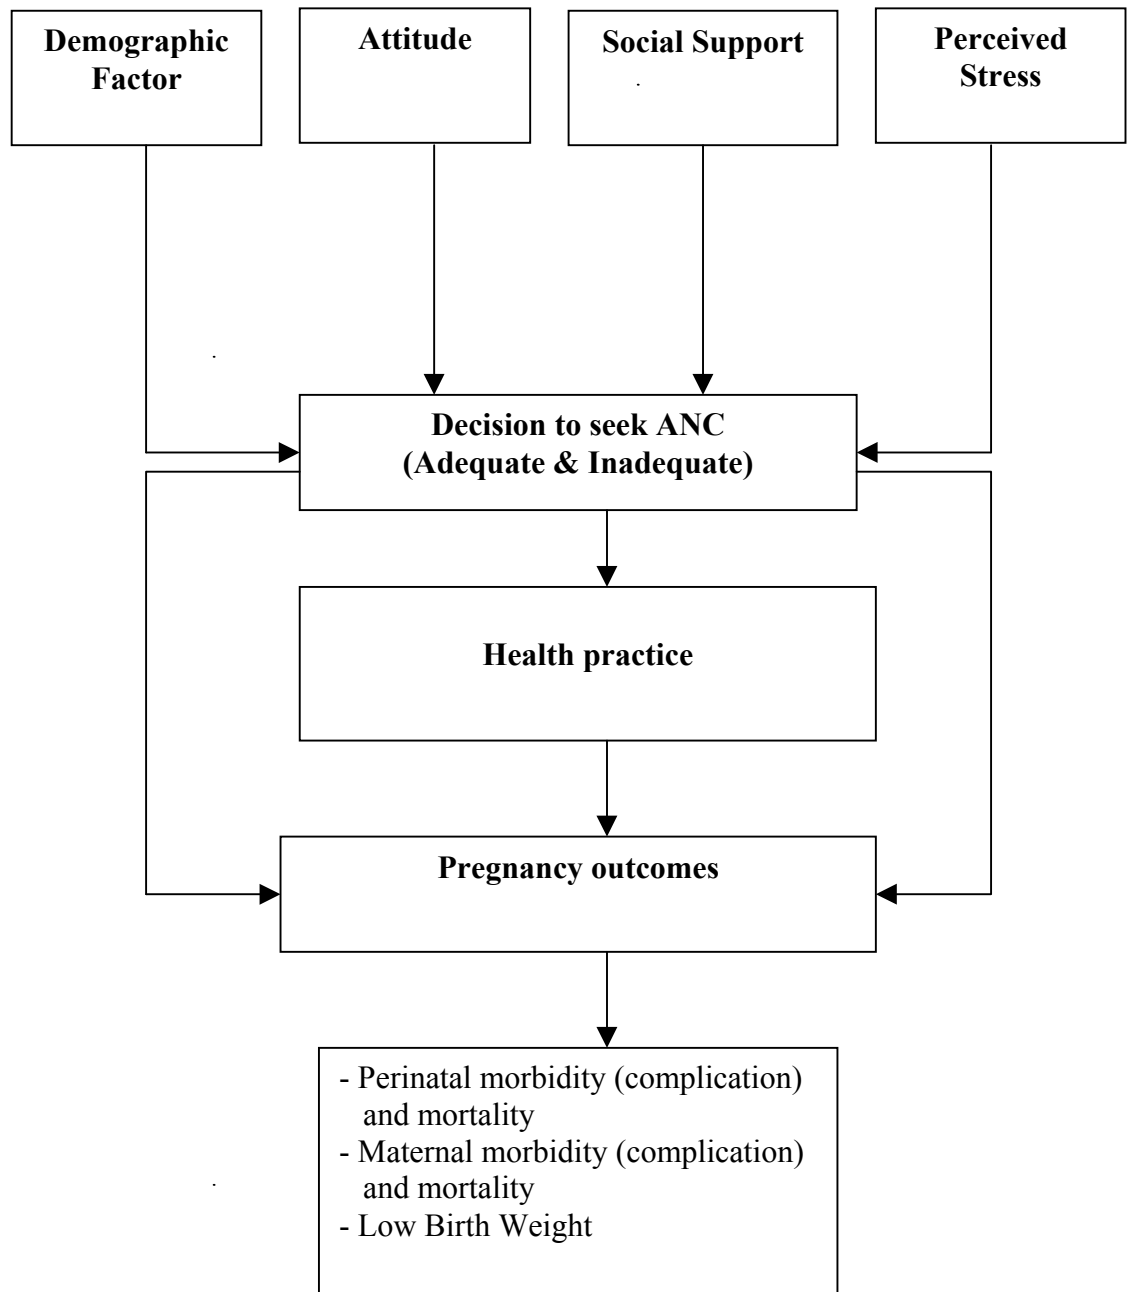 Demographic
Factor
Attitude
Social Support
Perceived
Stress
Decision to seek ANC
(Adequate & Inadequate)
Health practice
Pregnancy outcomes
- Perinatal morbidity (complication)
and mortality
- Maternal morbidity (complication)
and mortality
- Low Birth Weight